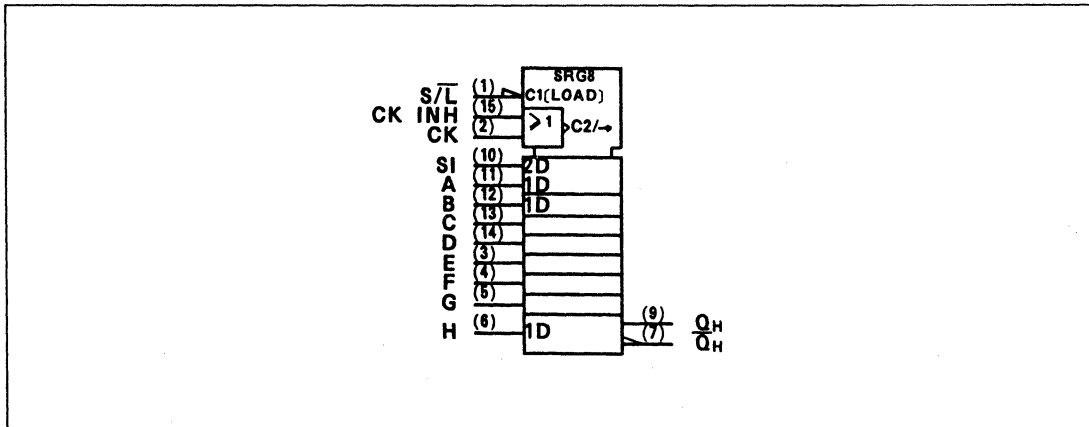 SRG8
S/L̅ (1) C1(LOAD)
CK INH (15) ≥1 C2/→
CK (2)
SI (10) 2D
A (11) 1D
B (12) 1D
C (13)
D (14)
E (3)
F (4)
G (5)
H (6) 1D (9) QH
(7) Q̅H